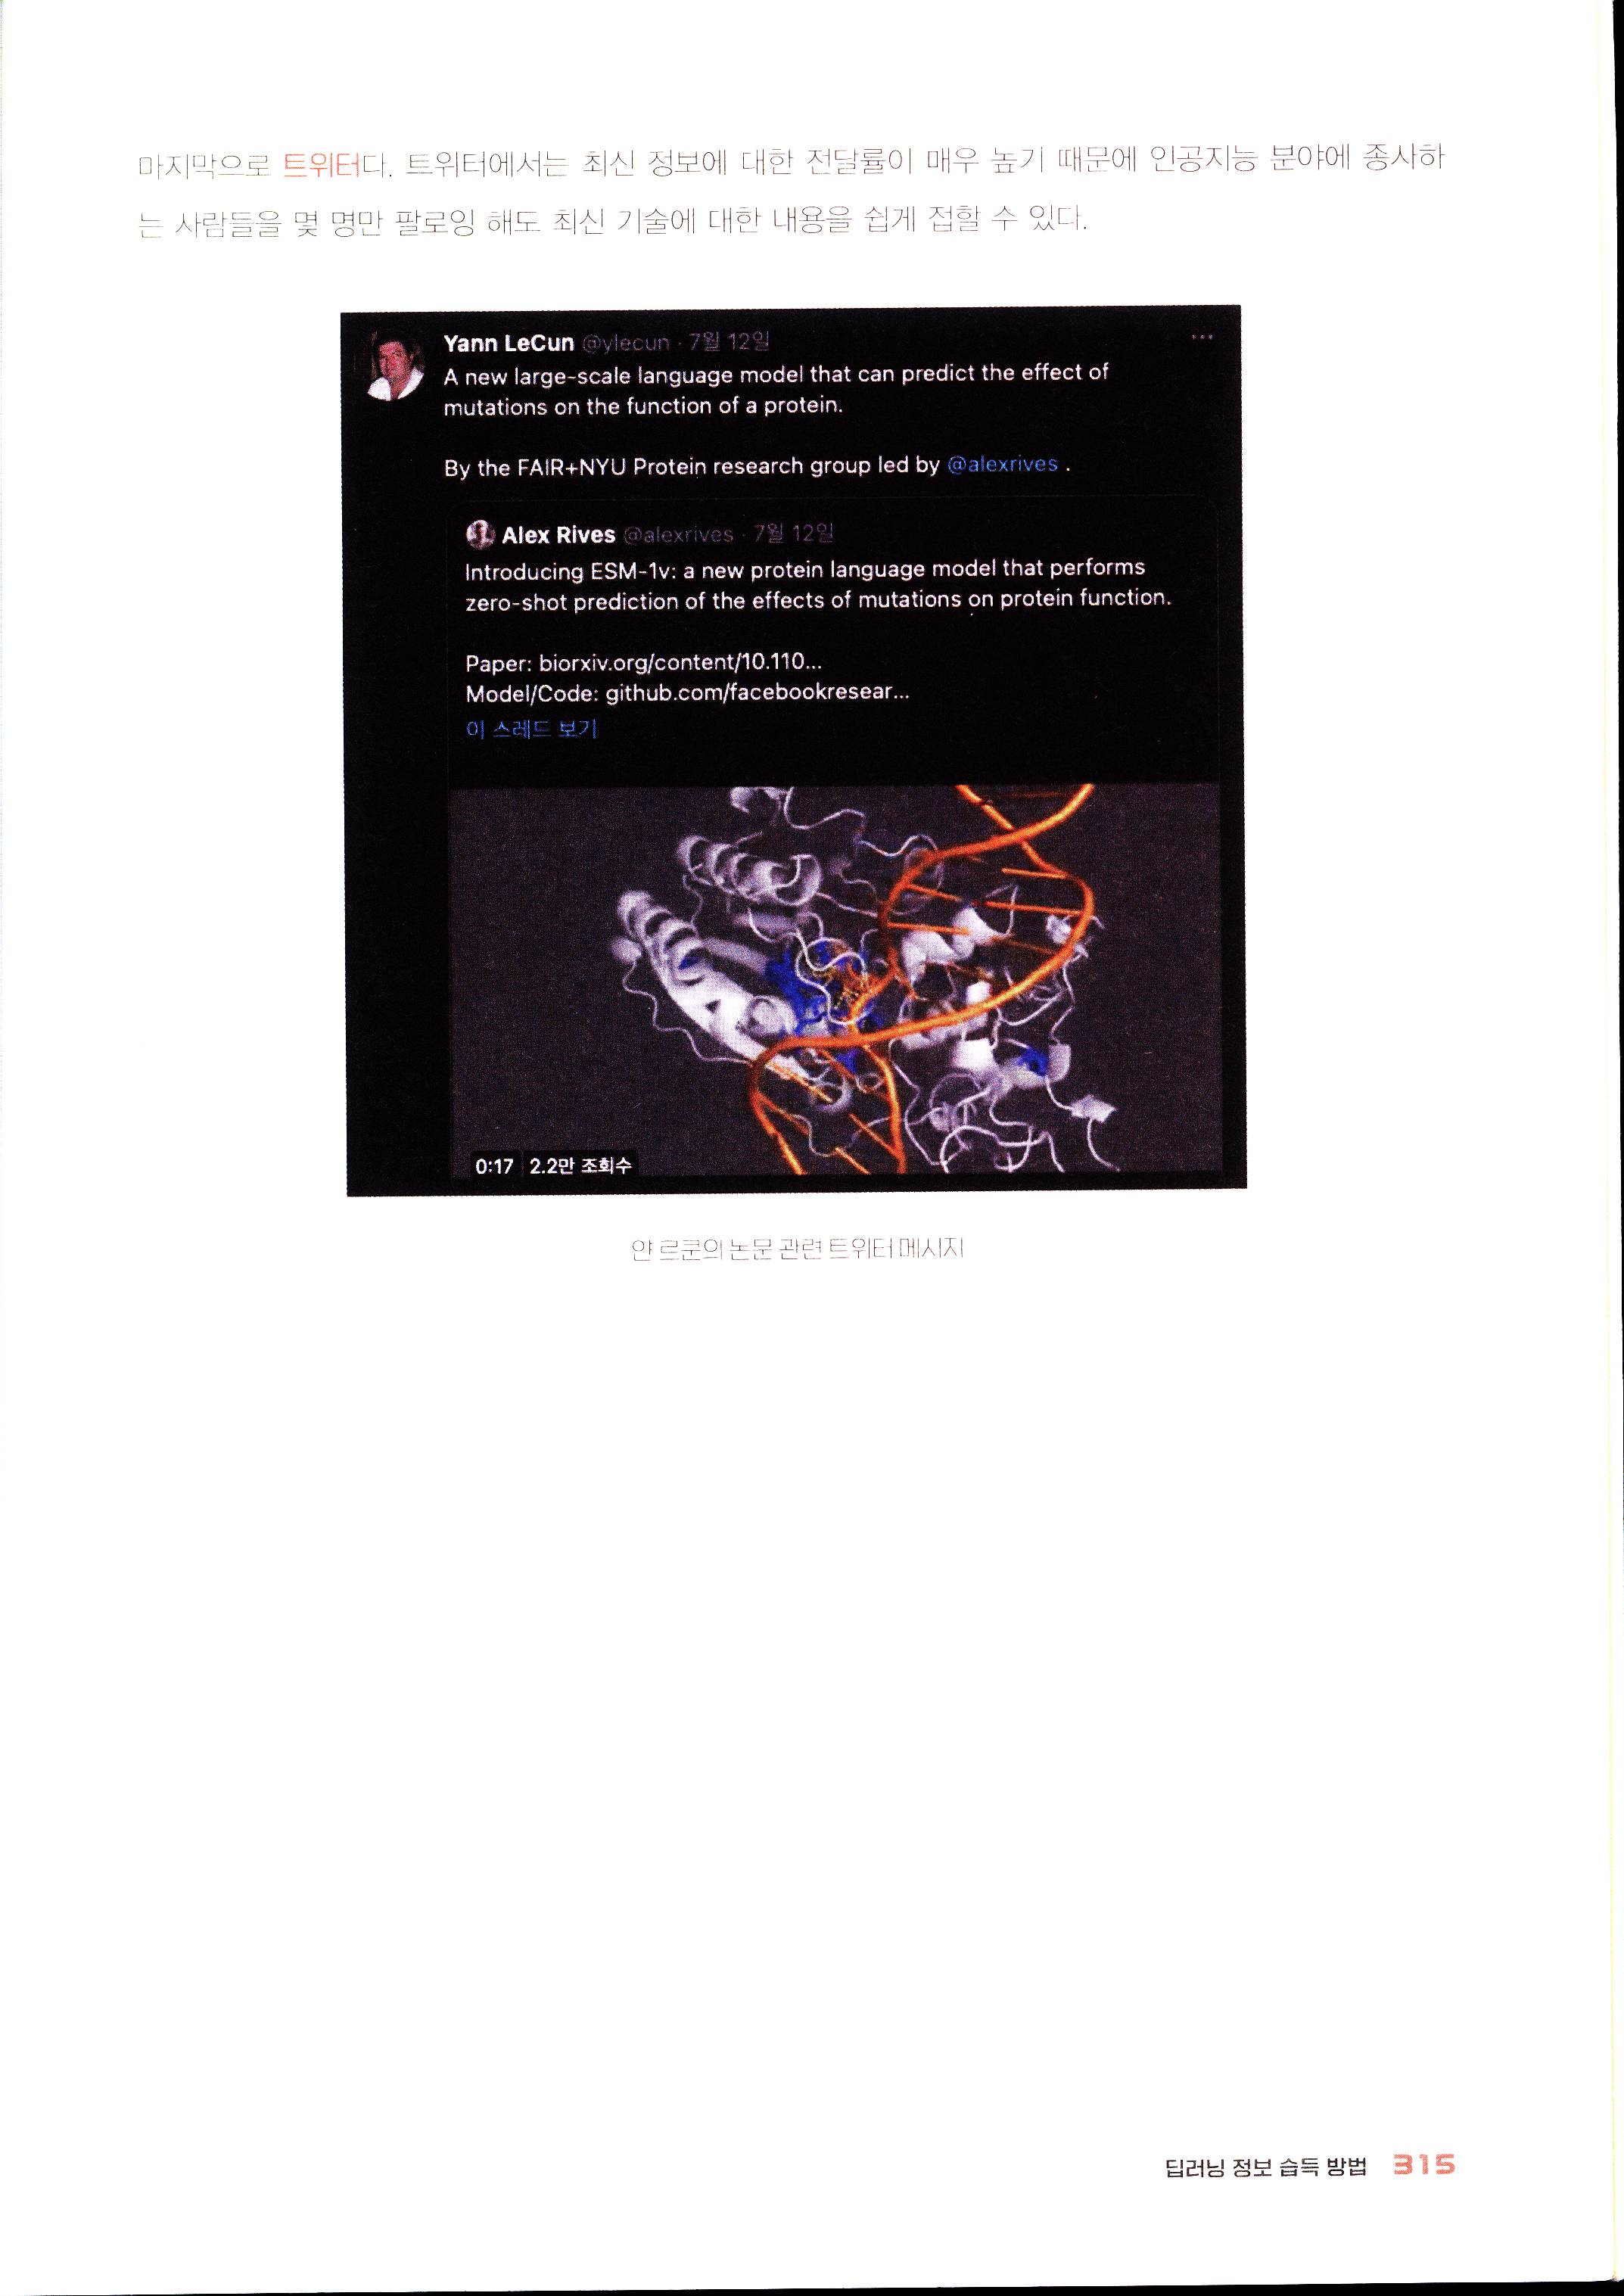 마지막으로 트위터다. 트위터에서는 최신 정보에 대한 전달률이 매우 높기 때문에 인공지능 분야에 종사하
는 사람들을 몇 명만 팔로잉 해도 최신 기술에 대한 내용을 쉽게 접할 수 있다.
Yann LeCun @ylecun · 7월 12일 ...
A new large-scale language model that can predict the effect of
mutations on the function of a protein.
By the FAIR+NYU Protein research group led by @alexrives .
Alex Rives @alexrives · 7월 12일
Introducing ESM-1v: a new protein language model that performs
zero-shot prediction of the effects of mutations on protein function.
Paper: biorxiv.org/content/10.110...
Model/Code: github.com/facebookresear...
이 스레드 보기
0:17 2.2만 조회수
얀 르쿤의 논문 관련 트위터 메시지
딥러닝 정보 습득 방법 315